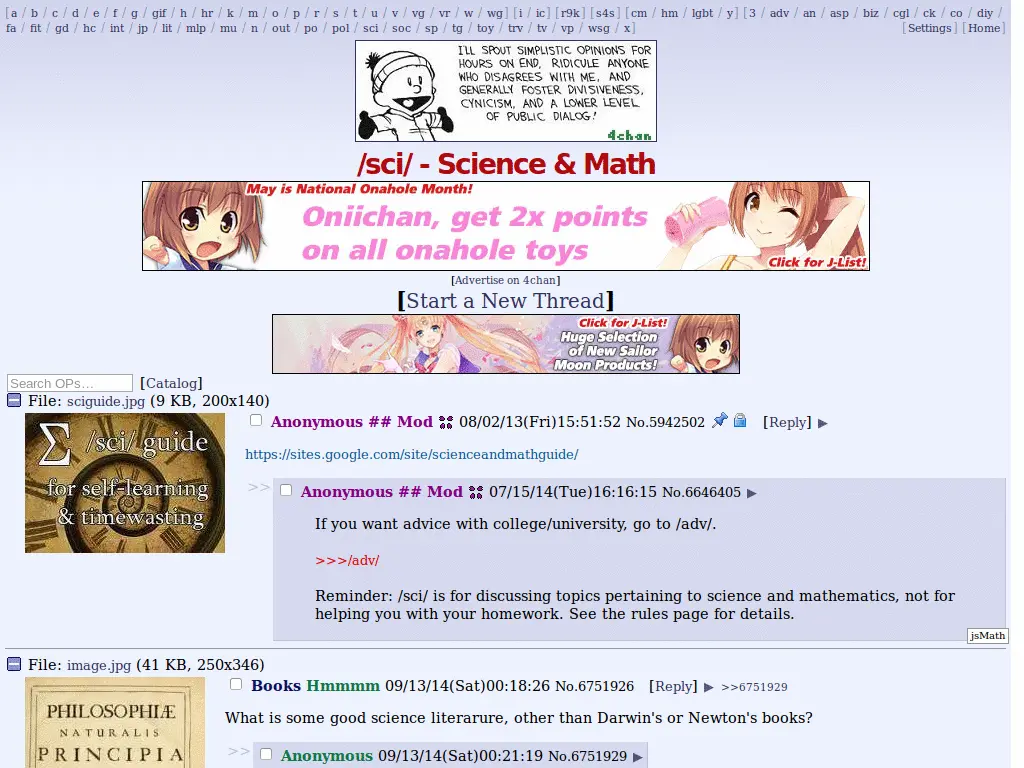 [a / b / c / d / e / f / g / gif / h / hr / k / m / o / p / r / s / t / u / v / vg / vr / w / wg] [i / ic] [r9k] [s4s] [cm / hm / lgbt / y] [3 / adv / an / asp / biz / cgl / ck / co / diy /
fa / fit / gd / hc / int / jp / lit / mlp / mu / n / out / po / pol / sci / soc / sp / tg / toy / trv / tv / vp / wsg / x] [Settings] [Home]
I'LL SPOUT SIMPLISTIC OPINIONS FOR
HOURS ON END, RIDICULE ANYONE
WHO DISAGREES WITH ME, AND
GENERALLY FOSTER DIVISIVENESS,
CYNICISM, AND A LOWER LEVEL
OF PUBLIC DIALOG!
4chan
/sci/ - Science & Math
May is National Onahole Month!
Oniichan, get 2x points
on all onahole toys
Click for J-List!
[Advertise on 4chan]
[Start a New Thread]
Click for J-List!
Huge Selection
of New Sailor
Moon Products!
Search OPs... [Catalog]
File: sciguide.jpg (9 KB, 200x140)
Σ /sci/ guide
for self-learning
& timewasting
Anonymous ## Mod 08/02/13(Fri)15:51:52 No.5942502 [Reply] ▶
https://sites.google.com/site/scienceandmathguide/
>> Anonymous ## Mod 07/15/14(Tue)16:16:15 No.6646405 ▶
If you want advice with college/university, go to /adv/.
>>>/adv/
Reminder: /sci/ is for discussing topics pertaining to science and mathematics, not for
helping you with your homework. See the rules page for details.
jsMath
File: image.jpg (41 KB, 250x346)
PHILOSOPHIÆ
NATURALIS
PRINCIPIA
Books Hmmmm 09/13/14(Sat)00:18:26 No.6751926 [Reply] ▶ >>6751929
What is some good science literarure, other than Darwin's or Newton's books?
>> Anonymous 09/13/14(Sat)00:21:19 No.6751929 ▶